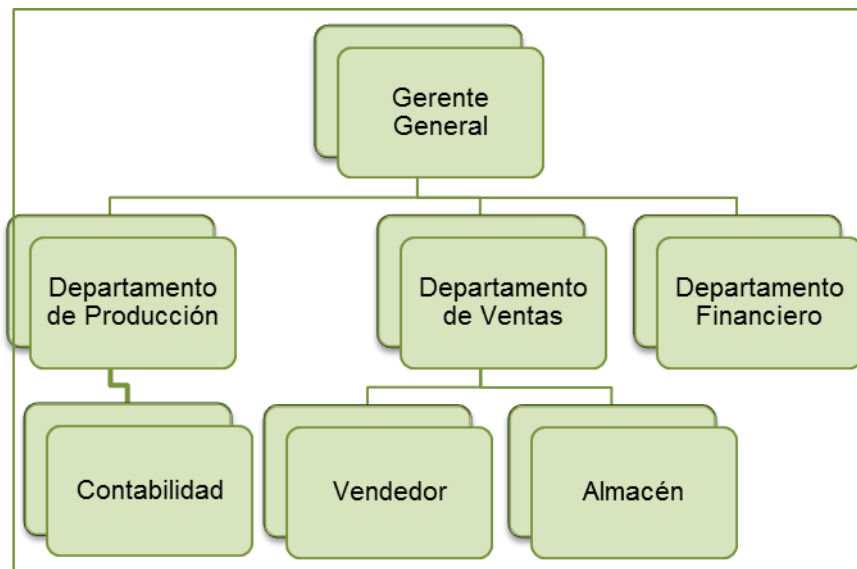 Gerente
General
Departamento
de Producción
Departamento
de Ventas
Departamento
Financiero
Contabilidad
Vendedor
Almacén